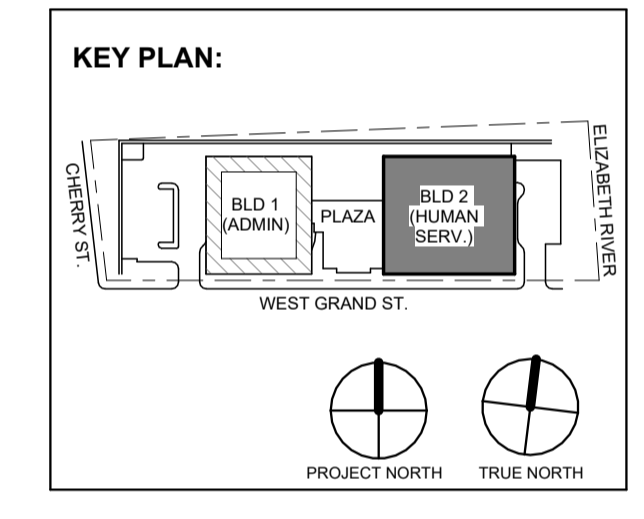 KEY PLAN:
CHERRY ST.
BLD 1
(ADMIN)
PLAZA
BLD 2
(HUMAN
SERV.)
ELIZABETH RIVER
WEST GRAND ST.
PROJECT NORTH
TRUE NORTH